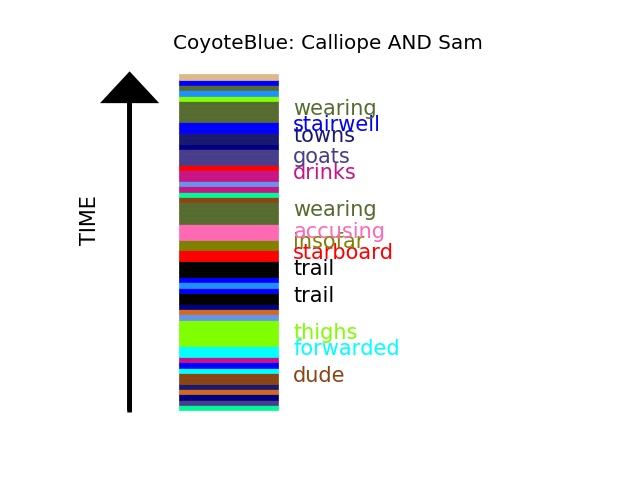 CoyoteBlue: Calliope AND Sam
wearing
stairwell
towns
goats
drinks
wearing
accusing
insofar
starboard
trail
trail
thighs
forwarded
dude
TIME